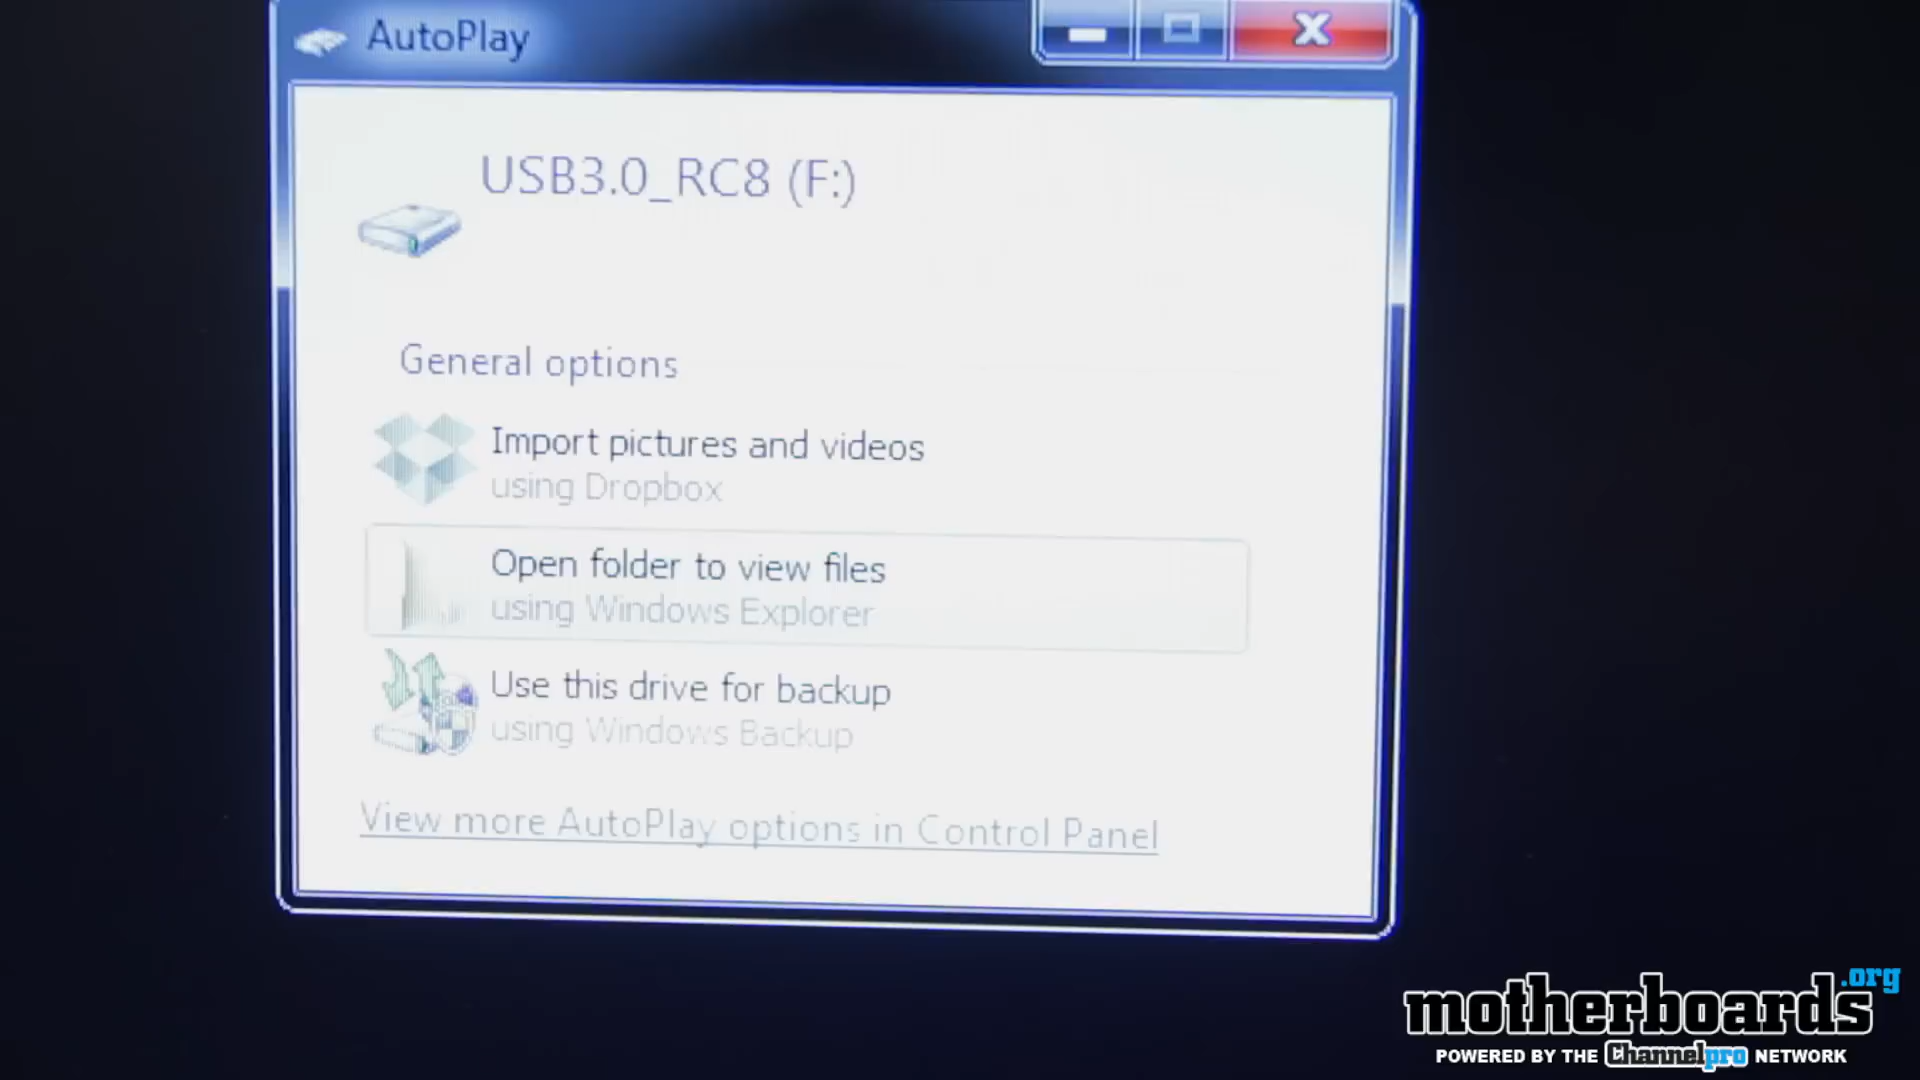 AutoPlay
USB3.0_RC8 (F:)
General options
Import pictures and videos
using Dropbox
Open folder to view files
using Windows Explorer
Use this drive for backup
using Windows Backup
View more AutoPlay options in Control Panel
motherboards.org
POWERED BY THE Channelpro NETWORK